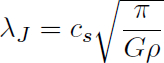 λ_J = c_s √(π / Gρ)